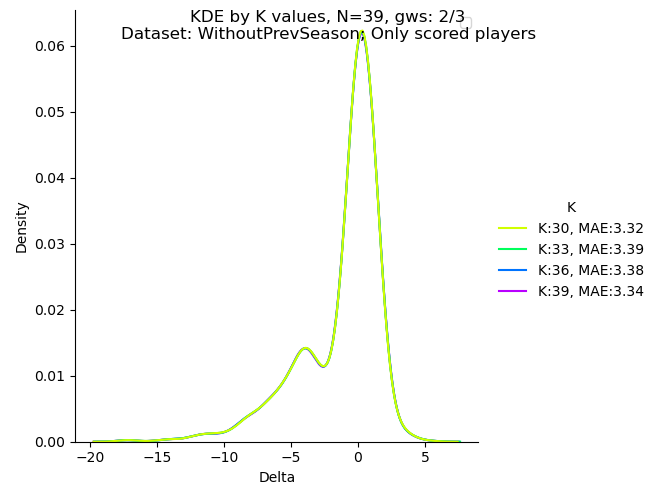 KDE by K values, N=39, gws: 2/3
Dataset: WithoutPrevSeason, Only scored players
0.06
0.05
0.04
0.03
0.02
0.01
0.00
Density
−20
−15
−10
−5
0
5
Delta
K
K:30, MAE:3.32
K:33, MAE:3.39
K:36, MAE:3.38
K:39, MAE:3.34